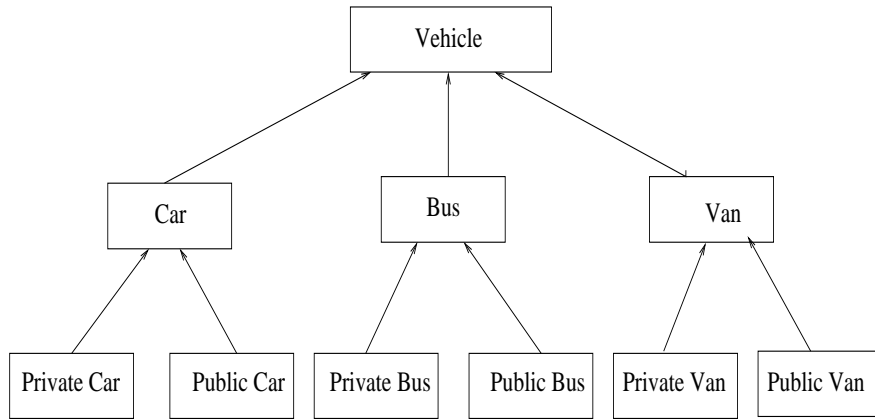 Vehicle
Car
Bus
Van
Private Car
Public Car
Private Bus
Public Bus
Private Van
Public Van